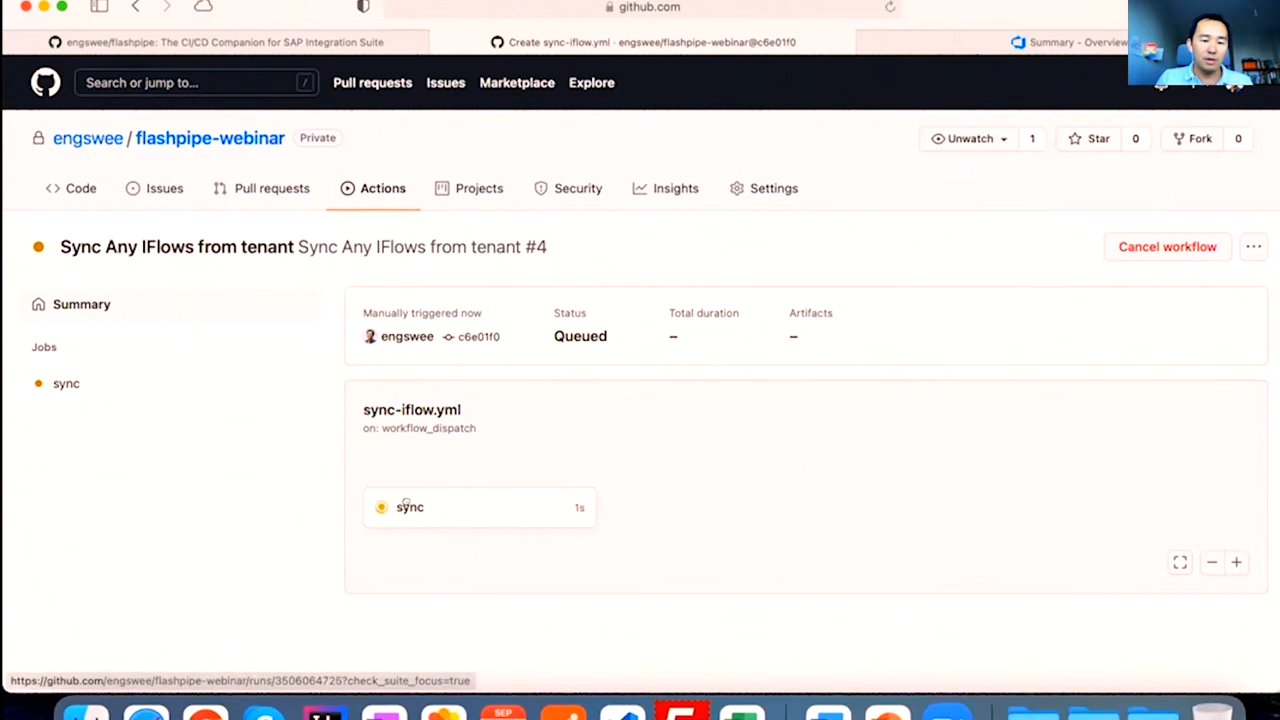 github.com
engswee/flashpipe: The CI/CD Companion for SAP Integration Suite
Create sync-iflow.yml · engswee/flashpipe-webinar@c6e01f0
Summary - Overview
Search or jump to...
/
Pull requests
Issues
Marketplace
Explore
engswee / flashpipe-webinar
Private
Unwatch
1
Star
0
Fork
0
Code
Issues
Pull requests
Actions
Projects
Security
Insights
Settings
Sync Any IFlows from tenant Sync Any IFlows from tenant #4
Cancel workflow
Summary
Jobs
sync
Manually triggered now
engswee
c6e01f0
Status
Queued
Total duration
–
Artifacts
–
sync-iflow.yml
on: workflow_dispatch
sync
1s
https://github.com/engswee/flashpipe-webinar/runs/3506064725?check_suite_focus=true
SEP